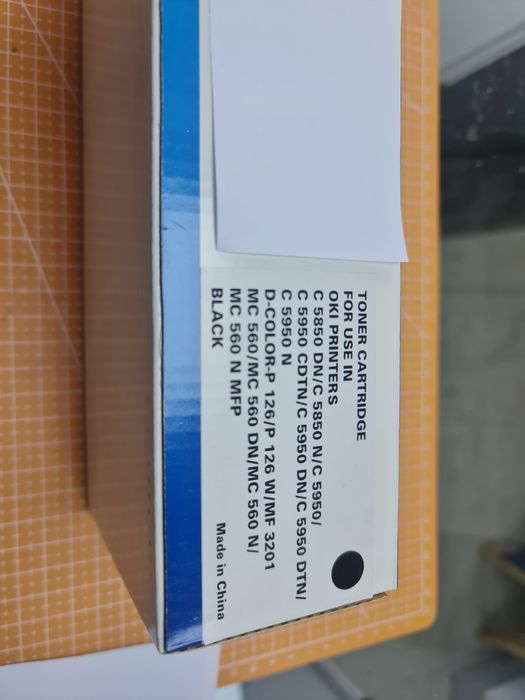 TONER CARTRIDGE
FOR USE IN
OKI PRINTERS
C 5850 DN/C 5850 N/C 5950/
C 5950 CDTN/C 5950 DN/C 5950 DTN/
C 5950 N
D-COLOR-P 126/P 126 W/MF 3201
MC 560/MC 560 DN/MC 560 N/
MC 560 N MFP
BLACK
Made in China